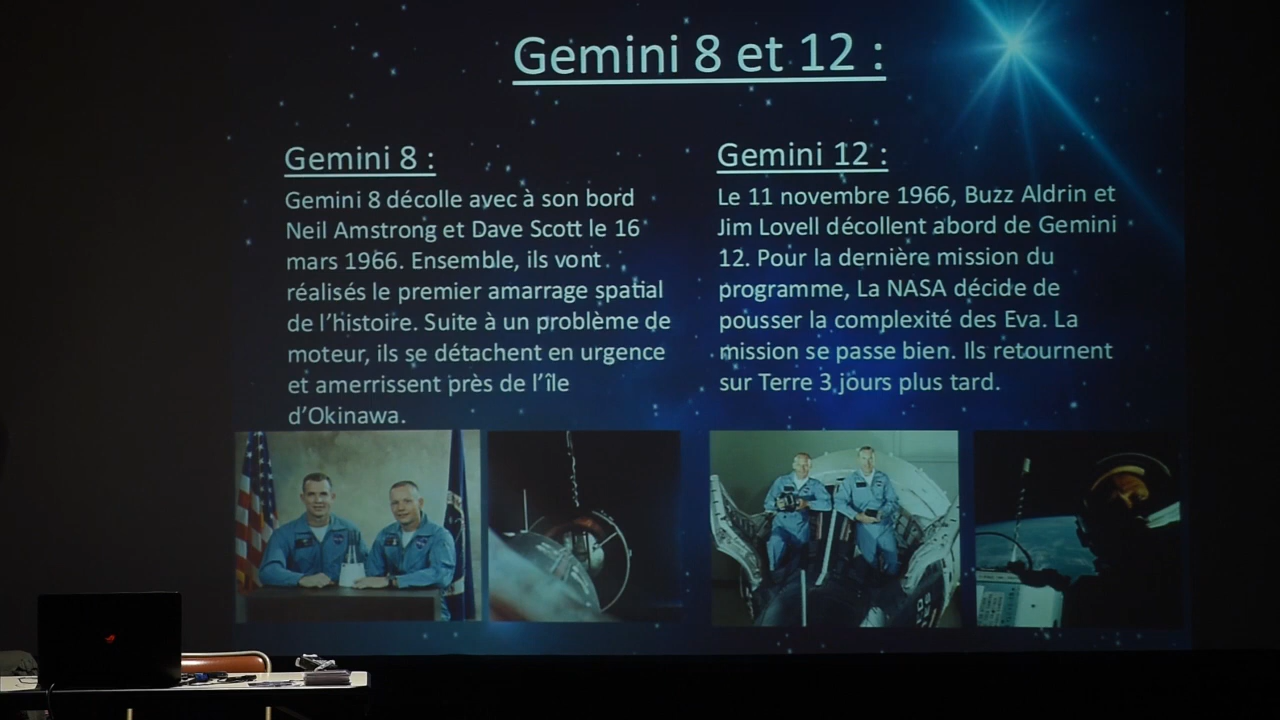 Gemini 8 et 12 :
Gemini 8 :
Gemini 8 décolle avec à son bord
Neil Amstrong et Dave Scott le 16
mars 1966. Ensemble, ils vont
réalisés le premier amarrage spatial
de l’histoire. Suite à un problème de
moteur, ils se détachent en urgence
et amerrissent près de l’île
d’Okinawa.
Gemini 12 :
Le 11 novembre 1966, Buzz Aldrin et
Jim Lovell décollent abord de Gemini
12. Pour la dernière mission du
programme, La NASA décide de
pousser la complexité des Eva. La
mission se passe bien. Ils retournent
sur Terre 3 jours plus tard.